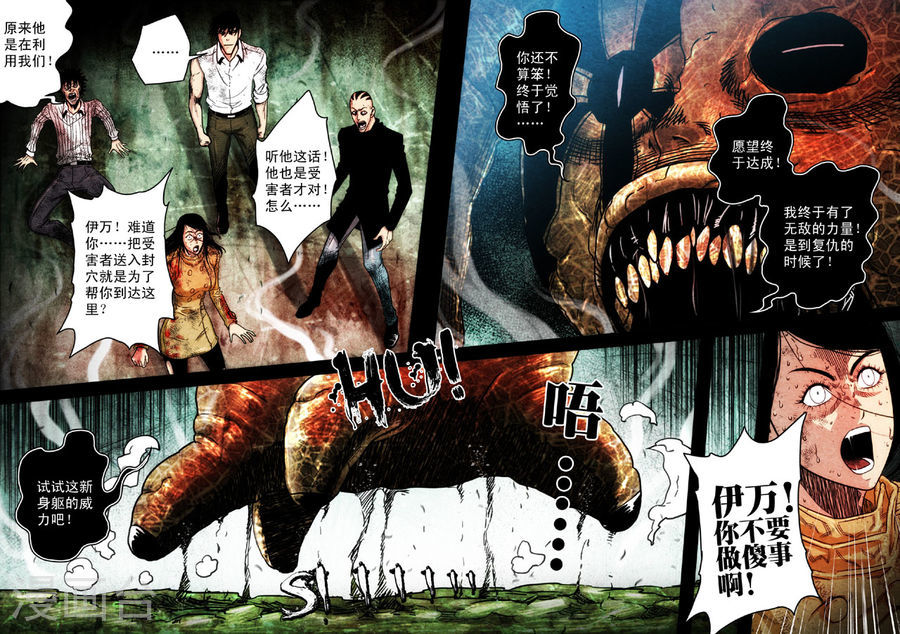 原来他
是在利
用我们！
……
听他这话！
他也是受
害者才对！
怎么……
伊万！难道
你……把受
害者送入封
穴就是为了
帮你到达这
里？
你还不
算笨！
终于觉
悟了！
……
愿望终
于达成！
我终于有了
无敌的力量！
是到复仇的
时候了！
HU!
唔
……
试试这新
身躯的威
力吧！
SIIIII!!
伊万！
你不要
做傻事
啊！
漫画台